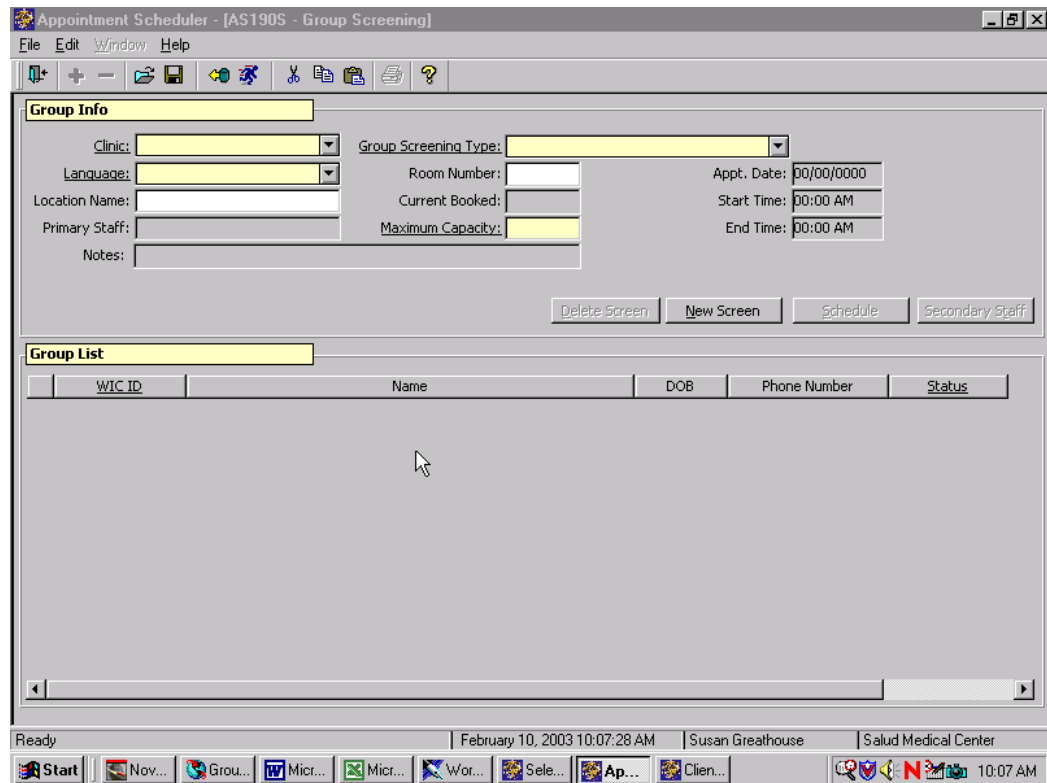 Appointment Scheduler - [AS190S - Group Screening]
File Edit Window Help
Group Info
Clinic: Group Screening Type:
Language: Room Number: Appt. Date: 00/00/0000
Location Name: Current Booked: Start Time: 00:00 AM
Primary Staff: Maximum Capacity: End Time: 00:00 AM
Notes:
Delete Screen New Screen Schedule Secondary Staff
Group List
WIC ID Name DOB Phone Number Status
Ready February 10, 2003 10:07:28 AM Susan Greathouse Salud Medical Center
Start Nov... Grou... Micr... Micr... Wor... Sele... Ap... Clien... 10:07 AM